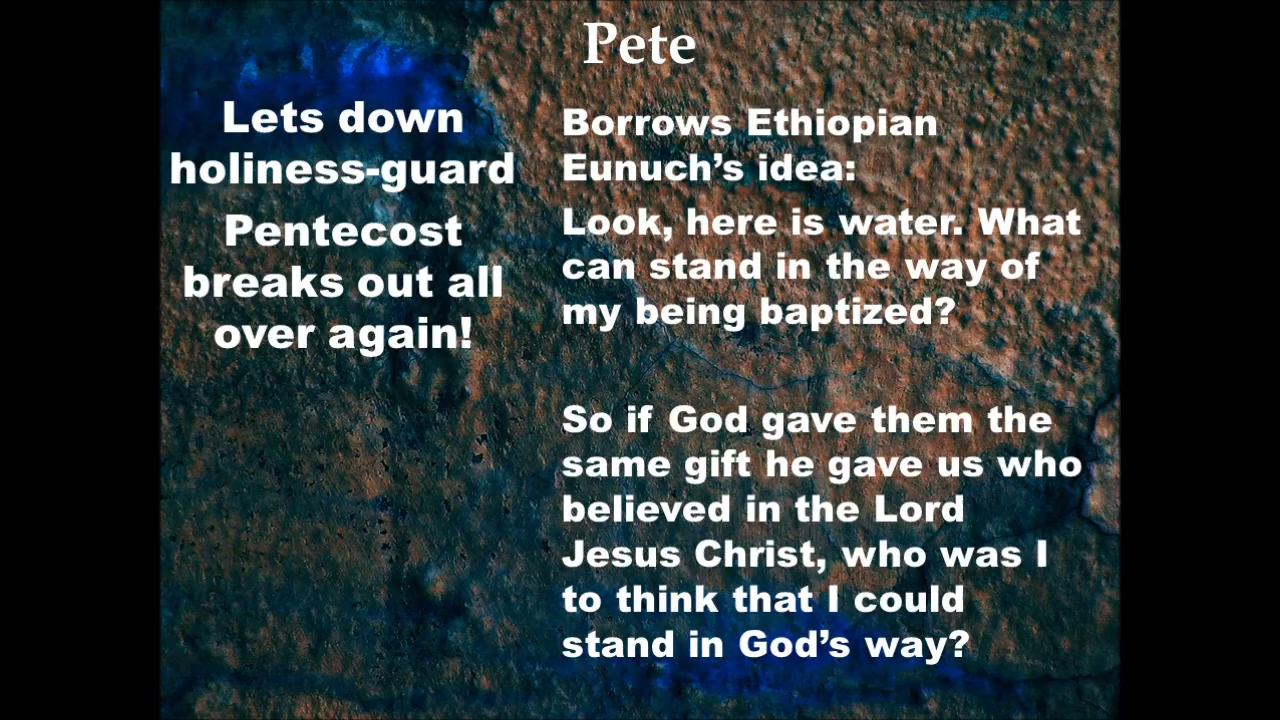 Pete
Lets down
holiness-guard
Pentecost
breaks out all
over again!
Borrows Ethiopian
Eunuch’s idea:
Look, here is water. What
can stand in the way of
my being baptized?
So if God gave them the
same gift he gave us who
believed in the Lord
Jesus Christ, who was I
to think that I could
stand in God’s way?